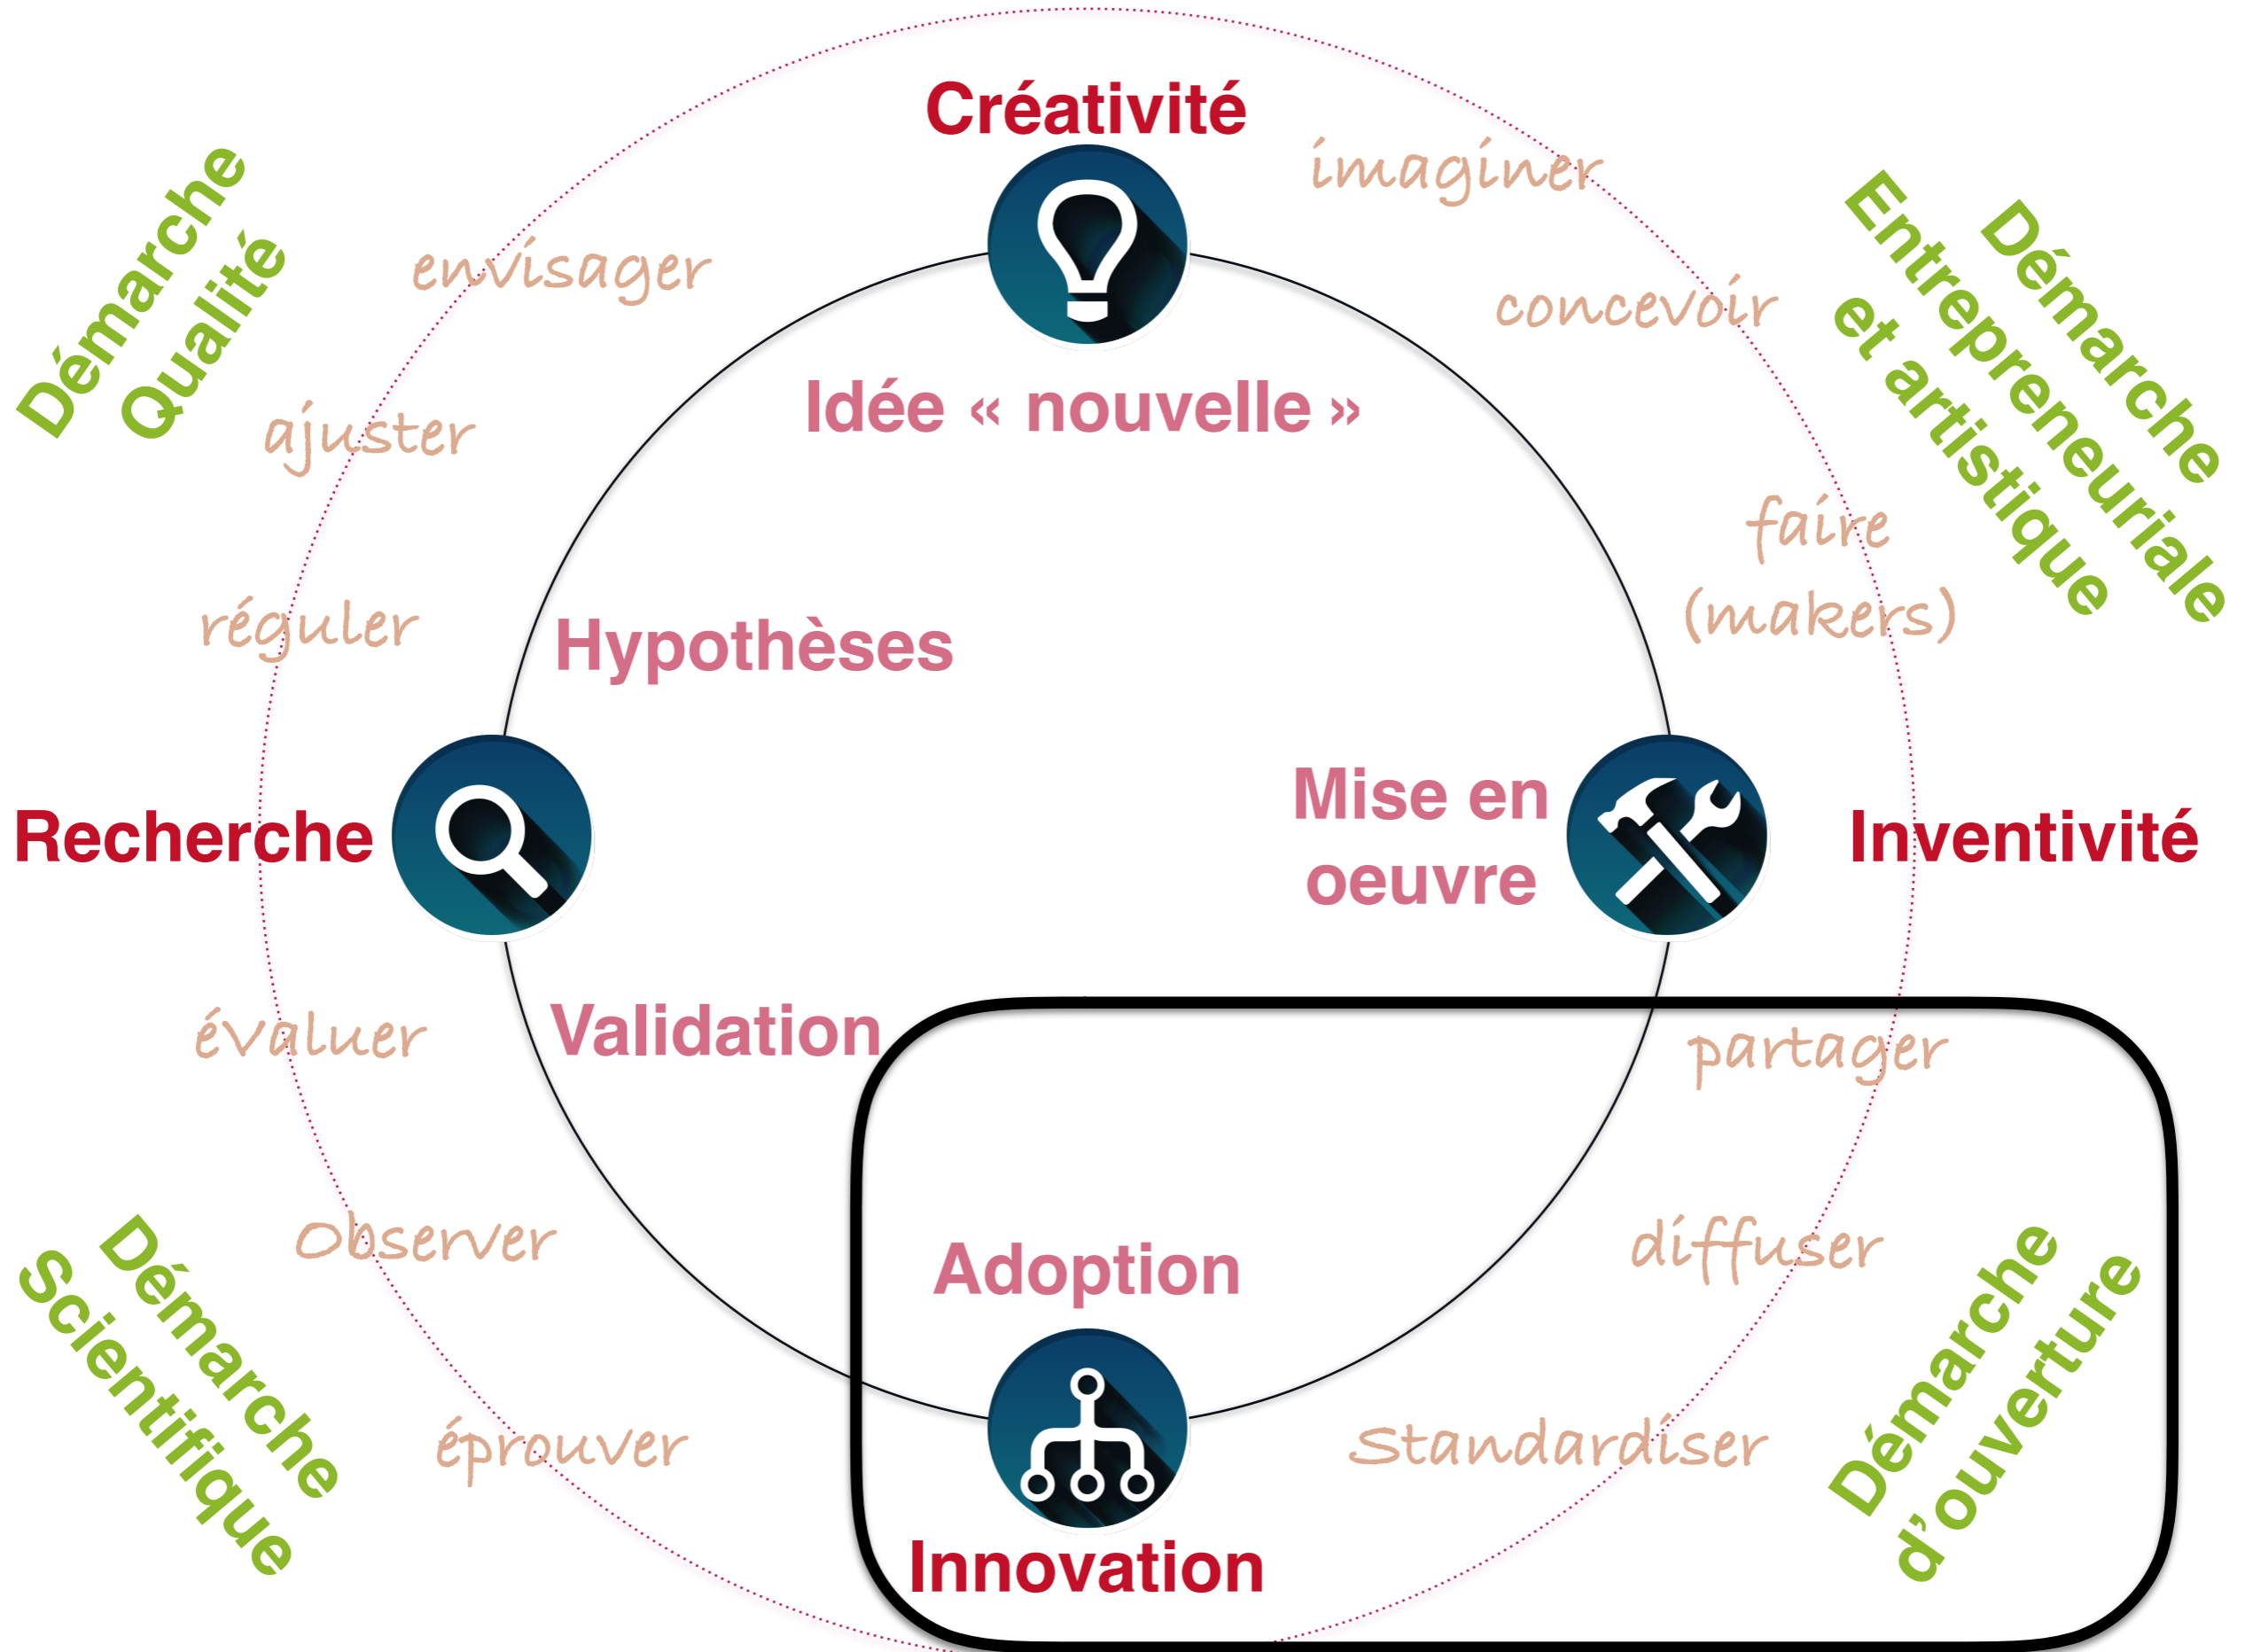 Créativité
imaginer
envisager
concevoir
Démarche
Qualité
Démarche
Entrepreneuriale
et artistique
Idée « nouvelle »
ajuster
faire
(makers)
réguler
Hypothèses
Recherche
Mise en
oeuvre
Inventivité
évaluer
Validation
partager
Observer
Adoption
diffuser
Démarche
Scientifique
éprouver
Standardiser
Démarche
d'ouverture
Innovation